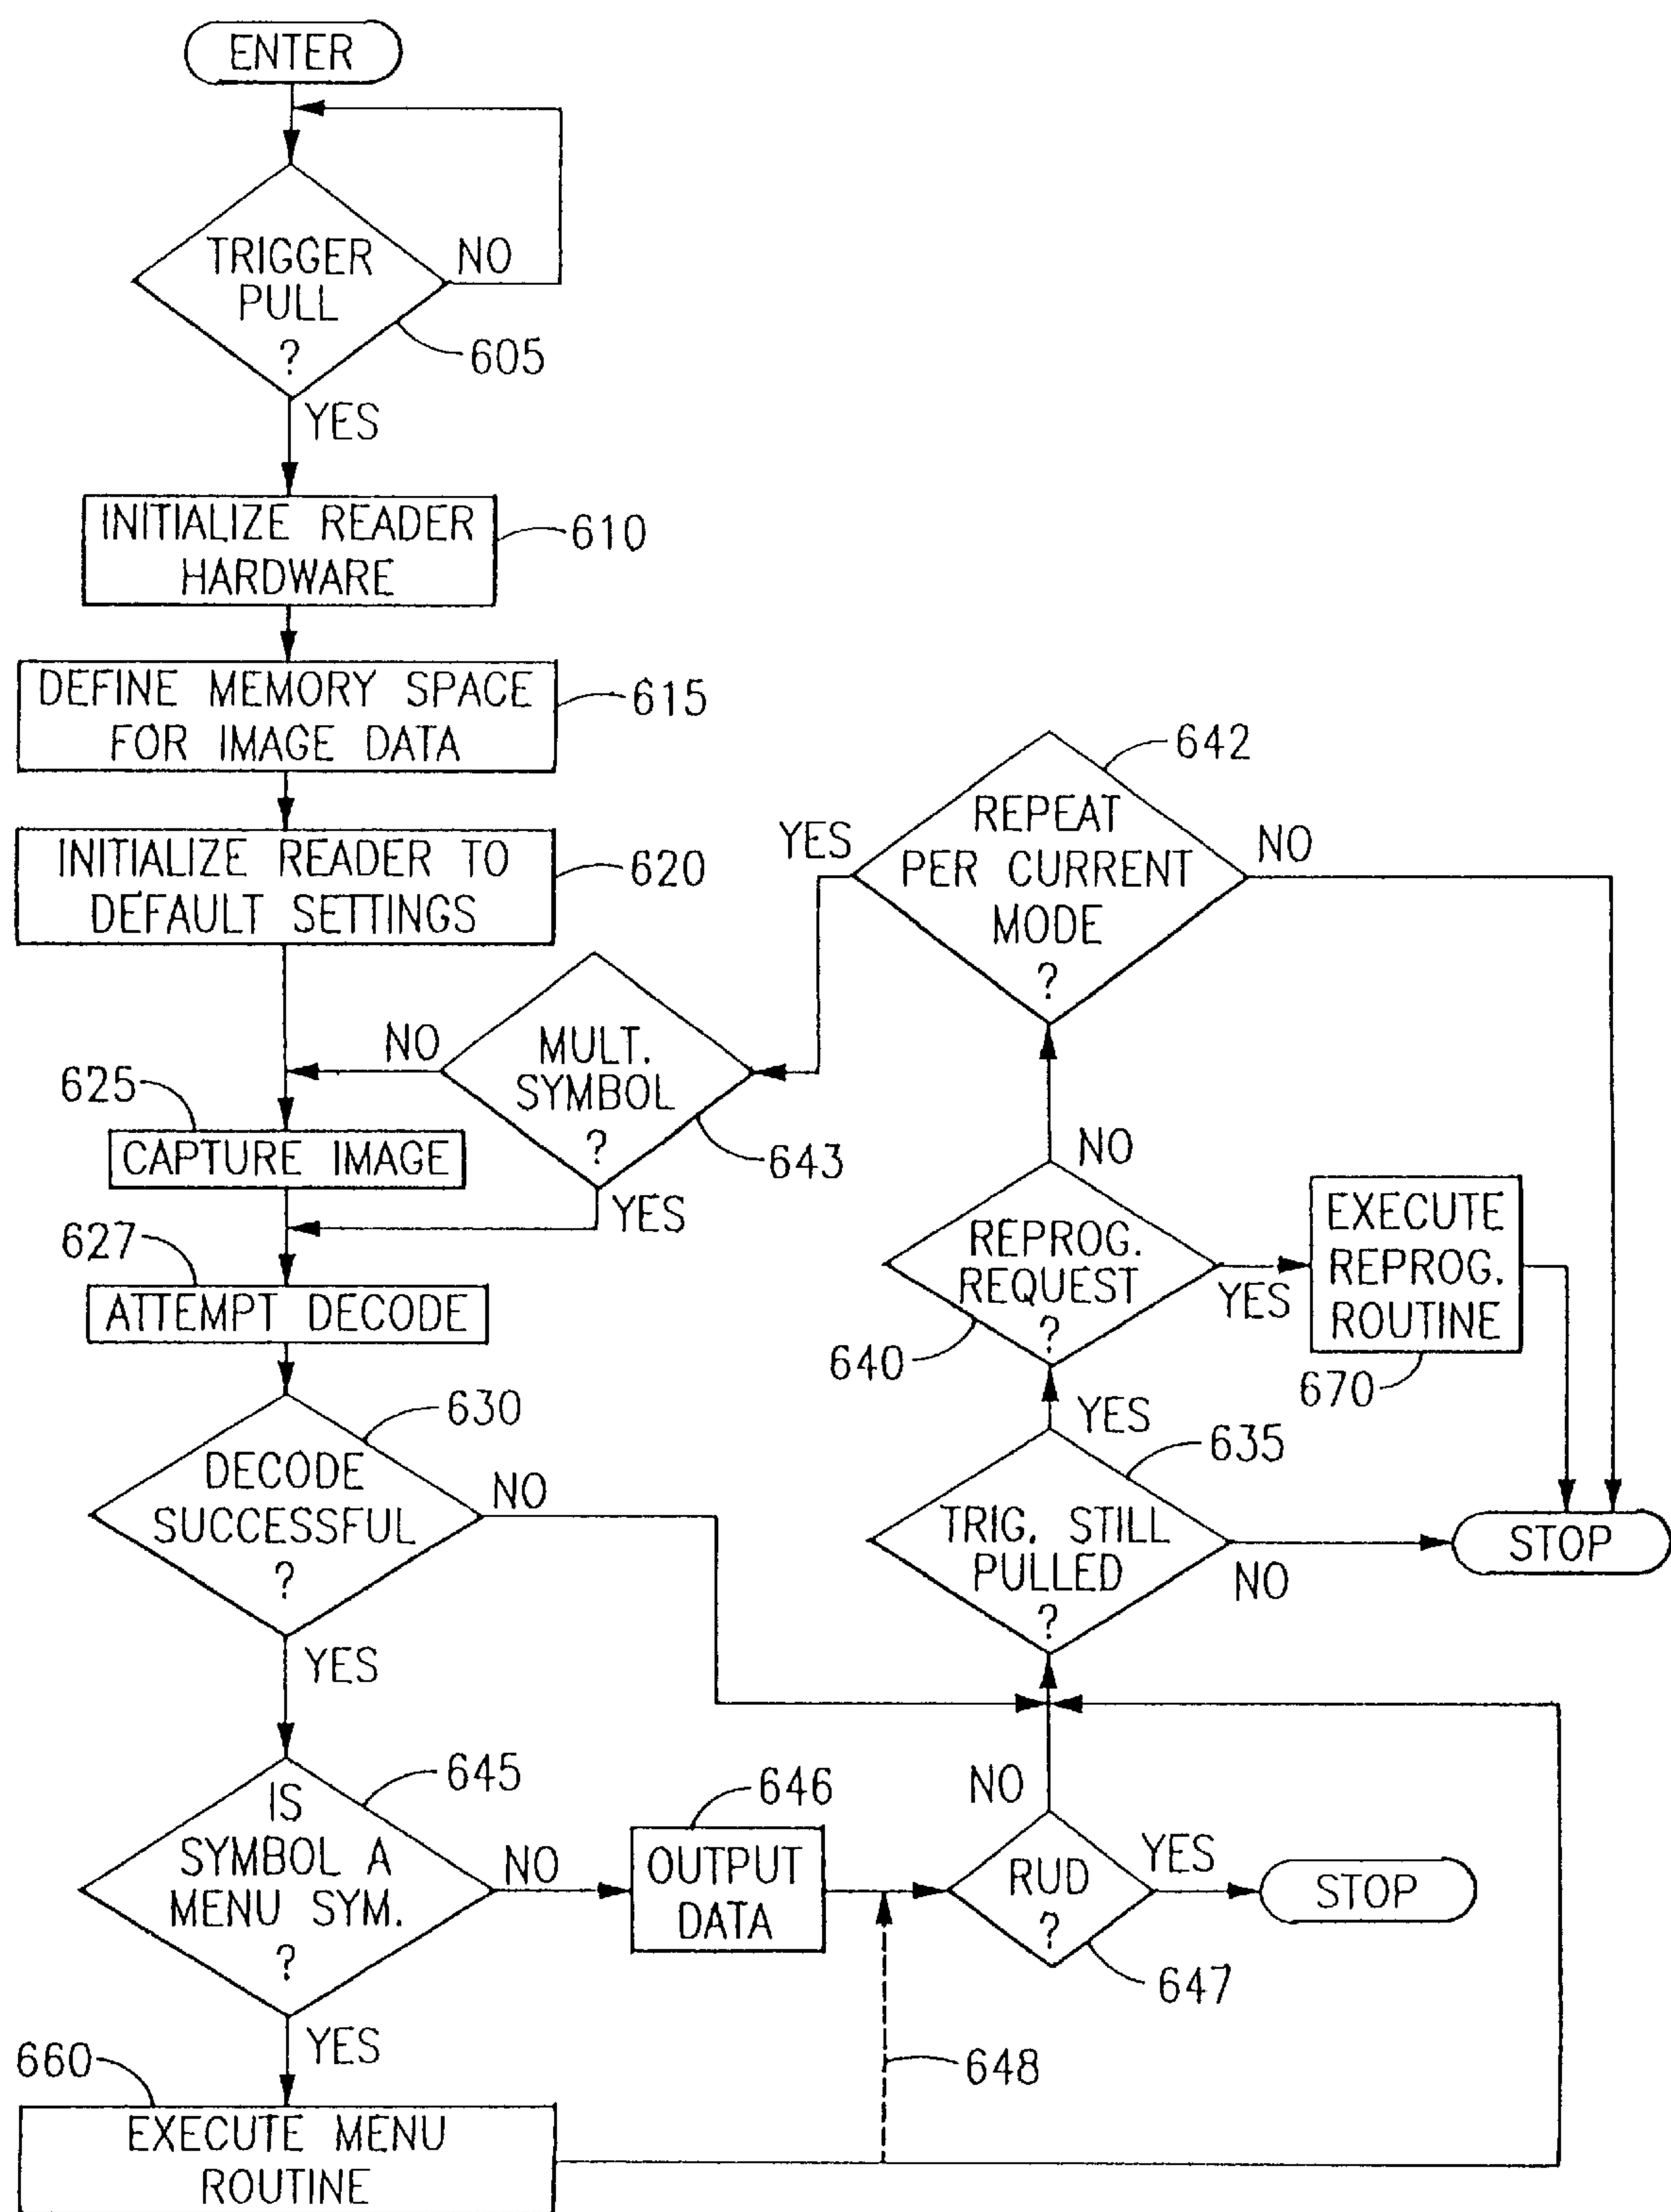 ENTER
TRIGGER
PULL
?
NO
605
YES
INITIALIZE READER
HARDWARE
610
DEFINE MEMORY SPACE
FOR IMAGE DATA
615
INITIALIZE READER TO
DEFAULT SETTINGS
620
642
REPEAT
PER CURRENT
MODE
?
YES
NO
MULT.
SYMBOL
?
NO
643
YES
625
CAPTURE IMAGE
627
ATTEMPT DECODE
NO
REPROG.
REQUEST
?
640
YES
EXECUTE
REPROG.
ROUTINE
670
630
DECODE
SUCCESSFUL
?
NO
YES
YES
635
TRIG. STILL
PULLED
?
NO
STOP
645
IS
SYMBOL A
MENU SYM.
?
NO
646
OUTPUT
DATA
NO
RUD
?
YES
STOP
647
YES
648
660
EXECUTE MENU
ROUTINE